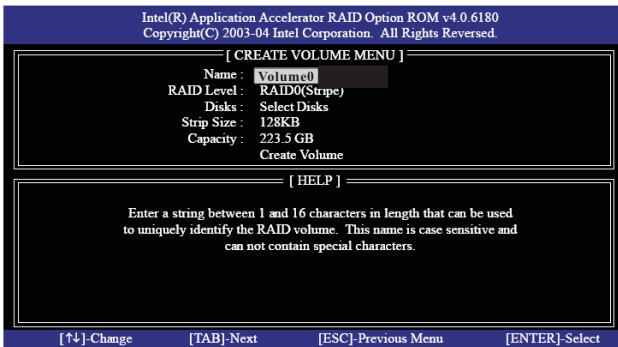 Intel(R) Application Accelerator RAID Option ROM v4.0.6180
Copyright(C) 2003-04 Intel Corporation. All Rights Reversed.
[ CREATE VOLUME MENU ]
Name : Volume0
RAID Level : RAID0(Stripe)
Disks : Select Disks
Strip Size : 128KB
Capacity : 223.5 GB
Create Volume
[ HELP ]
Enter a string between 1 and 16 characters in length that can be used
to uniquely identify the RAID volume. This name is case sensitive and
can not contain special characters.
[↑↓]-Change [TAB]-Next [ESC]-Previous Menu [ENTER]-Select